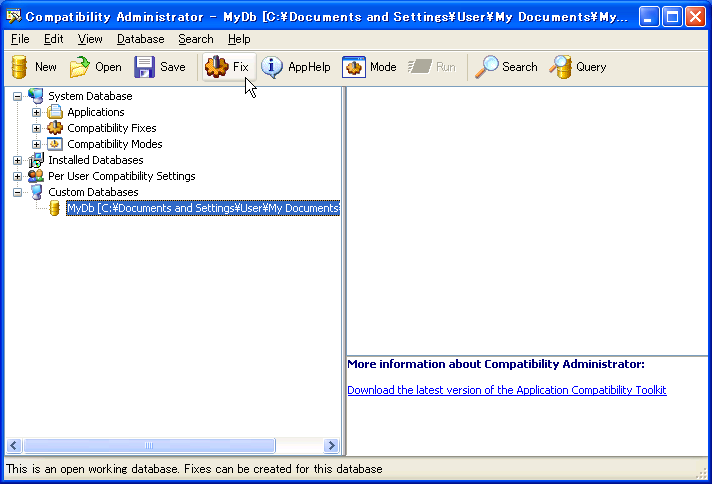 Compatibility Administrator - MyDb [C:¥Documents and Settings¥User¥My Documents¥My...
File Edit View Database Search Help
New Open Save Fix AppHelp Mode Run Search Query
System Database
Applications
Compatibility Fixes
Compatibility Modes
Installed Databases
Per User Compatibility Settings
Custom Databases
MyDb [C:¥Documents and Settings¥User¥My Documents
More information about Compatibility Administrator:
Download the latest version of the Application Compatibility Toolkit
This is an open working database. Fixes can be created for this database